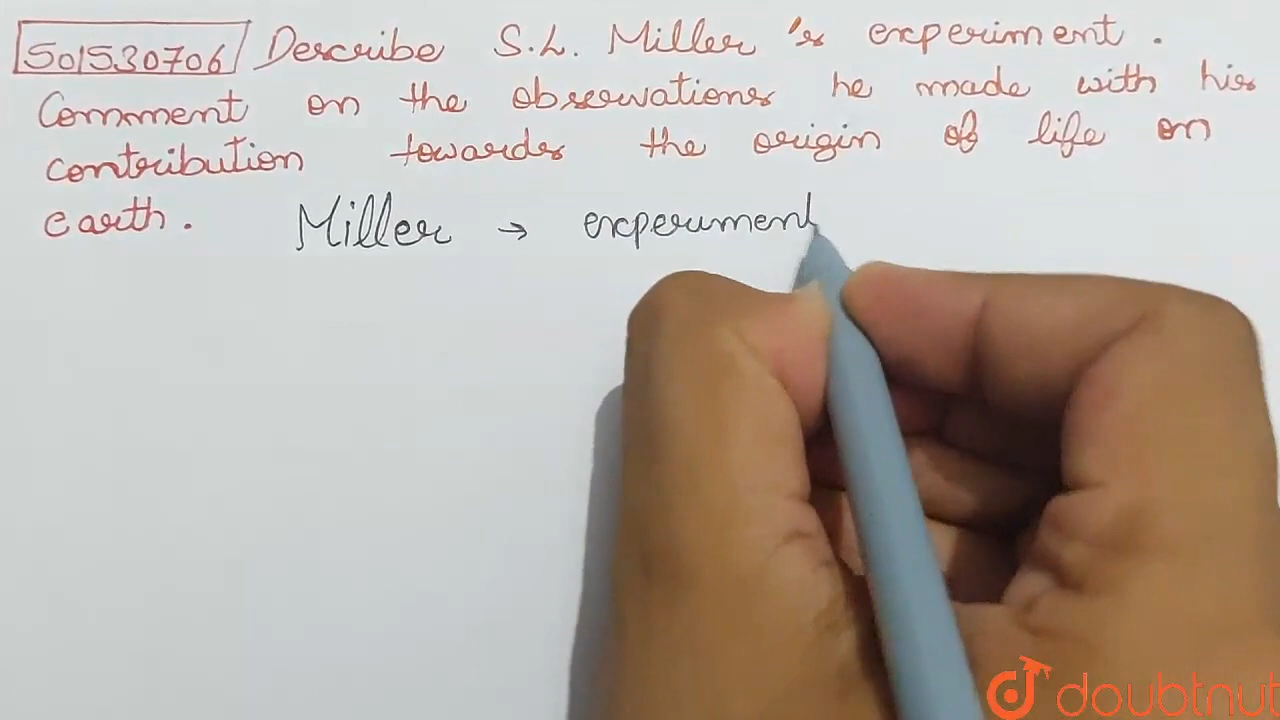 501530706 Describe S.L. Miller's experiment.
Comment on the observations he made with his
contribution towards the origin of life on
earth. Miller → experiment
doubtnut